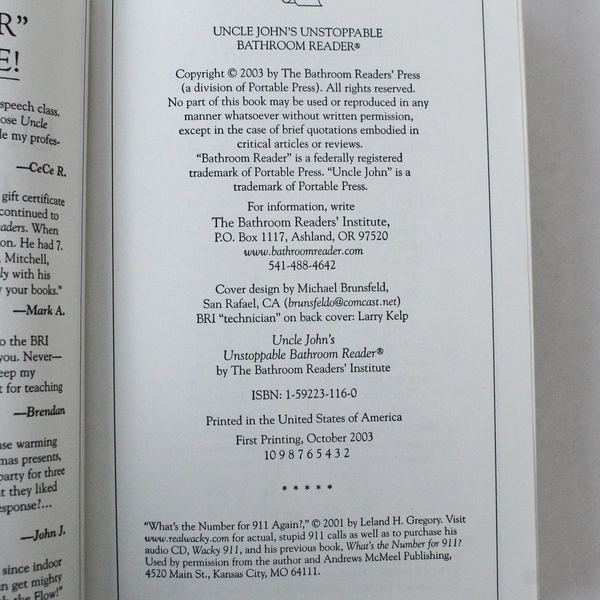 R”
E!
speech class.
ose Uncle
le my profes-
—CeCe R.
gift certificate
continued to
aders. When
on. He had 7.
Mitchell,
ly with his
your books.”
—Mark A.
o the BRI
you. Never—
eep my
t for teaching
—Brendan
use warming
mas presents,
party for three
t they liked
esponse?...
—John J.
since indoor
n get mighty
h the Flow!”
UNCLE JOHN’S UNSTOPPABLE
BATHROOM READER®
Copyright © 2003 by The Bathroom Readers’ Press
(a division of Portable Press). All rights reserved.
No part of this book may be used or reproduced in any
manner whatsoever without written permission,
except in the case of brief quotations embodied in
critical articles or reviews.
“Bathroom Reader” is a federally registered
trademark of Portable Press. “Uncle John” is a
trademark of Portable Press.
For information, write
The Bathroom Readers’ Institute,
P.O. Box 1117, Ashland, OR 97520
www.bathroomreader.com
541-488-4642
Cover design by Michael Brunsfeld,
San Rafael, CA (brunsfeldo@comcast.net)
BRI “technician” on back cover: Larry Kelp
Uncle John’s
Unstoppable Bathroom Reader®
by The Bathroom Readers’ Institute
ISBN: 1-59223-116-0
Printed in the United States of America
First Printing, October 2003
10 9 8 7 6 5 4 3 2
* * * * *
“What’s the Number for 911 Again?,” © 2001 by Leland H. Gregory. Visit
www.realwacky.com for actual, stupid 911 calls as well as to purchase his
audio CD, Wacky 911, and his previous book, What’s the Number for 911?
Used by permission from the author and Andrews McMeel Publishing,
4520 Main St., Kansas City, MO 64111.